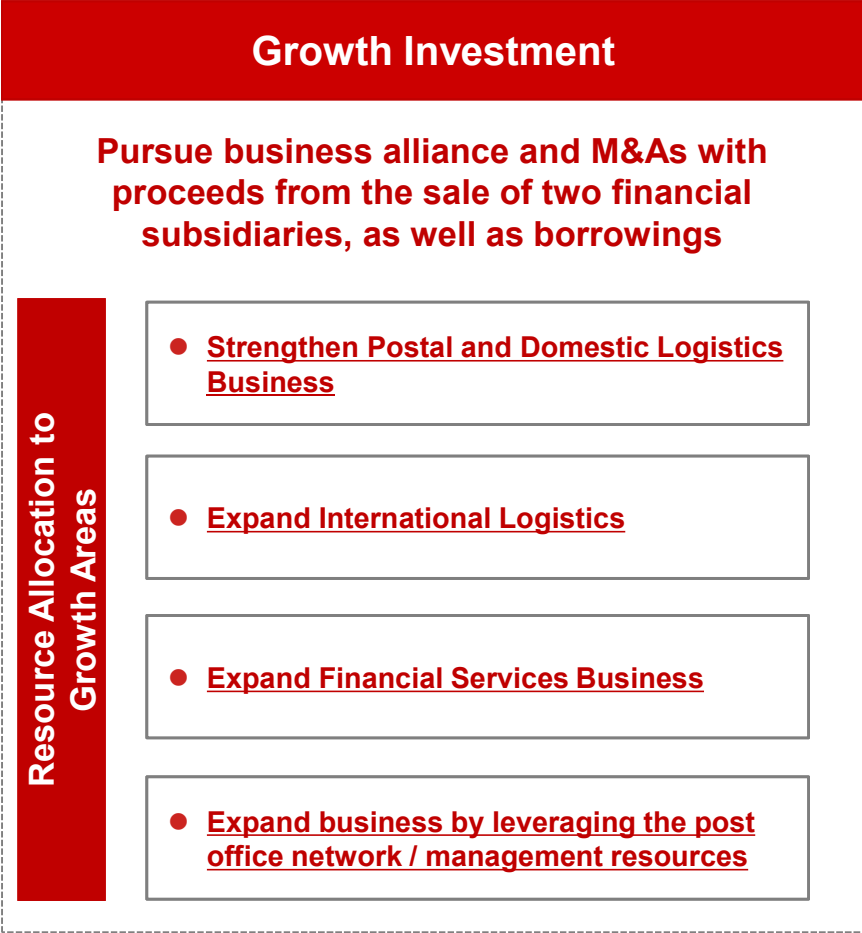 Growth Investment
Pursue business alliance and M&As with
proceeds from the sale of two financial
subsidiaries, as well as borrowings
Resource Allocation to
Growth Areas
● Strengthen Postal and Domestic Logistics
Business
● Expand International Logistics
● Expand Financial Services Business
● Expand business by leveraging the post
office network / management resources